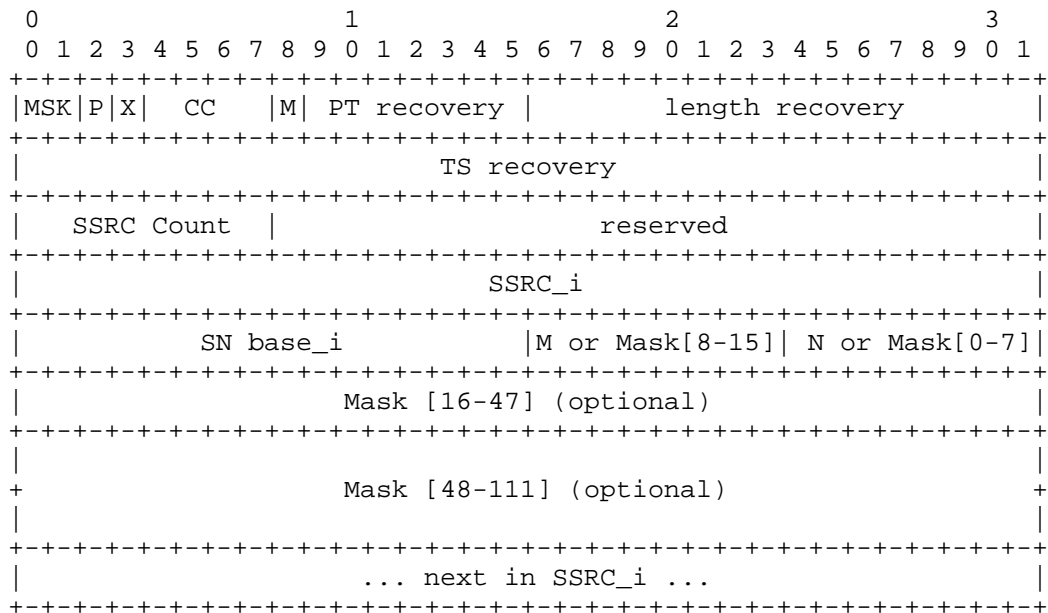 0                   1                   2                   3
 0 1 2 3 4 5 6 7 8 9 0 1 2 3 4 5 6 7 8 9 0 1 2 3 4 5 6 7 8 9 0 1
+-+-+-+-+-+-+-+-+-+-+-+-+-+-+-+-+-+-+-+-+-+-+-+-+-+-+-+-+-+-+-+-+
|MSK|P|X|  CC   |M| PT recovery |        length recovery        |
+-+-+-+-+-+-+-+-+-+-+-+-+-+-+-+-+-+-+-+-+-+-+-+-+-+-+-+-+-+-+-+-+
|                          TS recovery                          |
+-+-+-+-+-+-+-+-+-+-+-+-+-+-+-+-+-+-+-+-+-+-+-+-+-+-+-+-+-+-+-+-+
|   SSRC Count  |                    reserved                   |
+-+-+-+-+-+-+-+-+-+-+-+-+-+-+-+-+-+-+-+-+-+-+-+-+-+-+-+-+-+-+-+-+
|                             SSRC_i                            |
+-+-+-+-+-+-+-+-+-+-+-+-+-+-+-+-+-+-+-+-+-+-+-+-+-+-+-+-+-+-+-+-+
|           SN base_i           |M or Mask[8-15]| N or Mask[0-7]|
+-+-+-+-+-+-+-+-+-+-+-+-+-+-+-+-+-+-+-+-+-+-+-+-+-+-+-+-+-+-+-+-+
|                    Mask [16-47] (optional)                    |
+-+-+-+-+-+-+-+-+-+-+-+-+-+-+-+-+-+-+-+-+-+-+-+-+-+-+-+-+-+-+-+-+
|                                                               |
+                    Mask [48-111] (optional)                   +
|                                                               |
+-+-+-+-+-+-+-+-+-+-+-+-+-+-+-+-+-+-+-+-+-+-+-+-+-+-+-+-+-+-+-+-+
|                     ... next in SSRC_i ...                    |
+-+-+-+-+-+-+-+-+-+-+-+-+-+-+-+-+-+-+-+-+-+-+-+-+-+-+-+-+-+-+-+-+